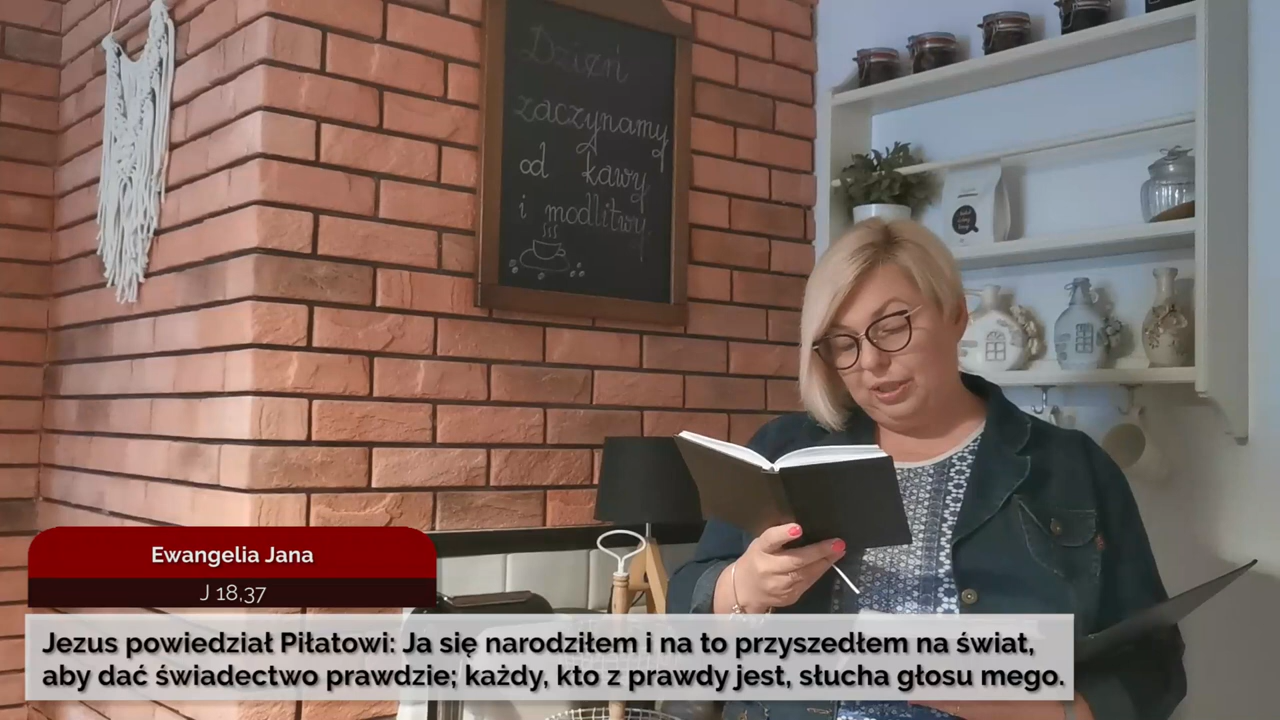 Dzień
zaczynamy
od kawy
i modlitwy
Ewangelia Jana
J 18,37
Jezus powiedział Piłatowi: Ja się narodziłem i na to przyszedłem na świat,
aby dać świadectwo prawdzie; każdy, kto z prawdy jest, słucha głosu mego.